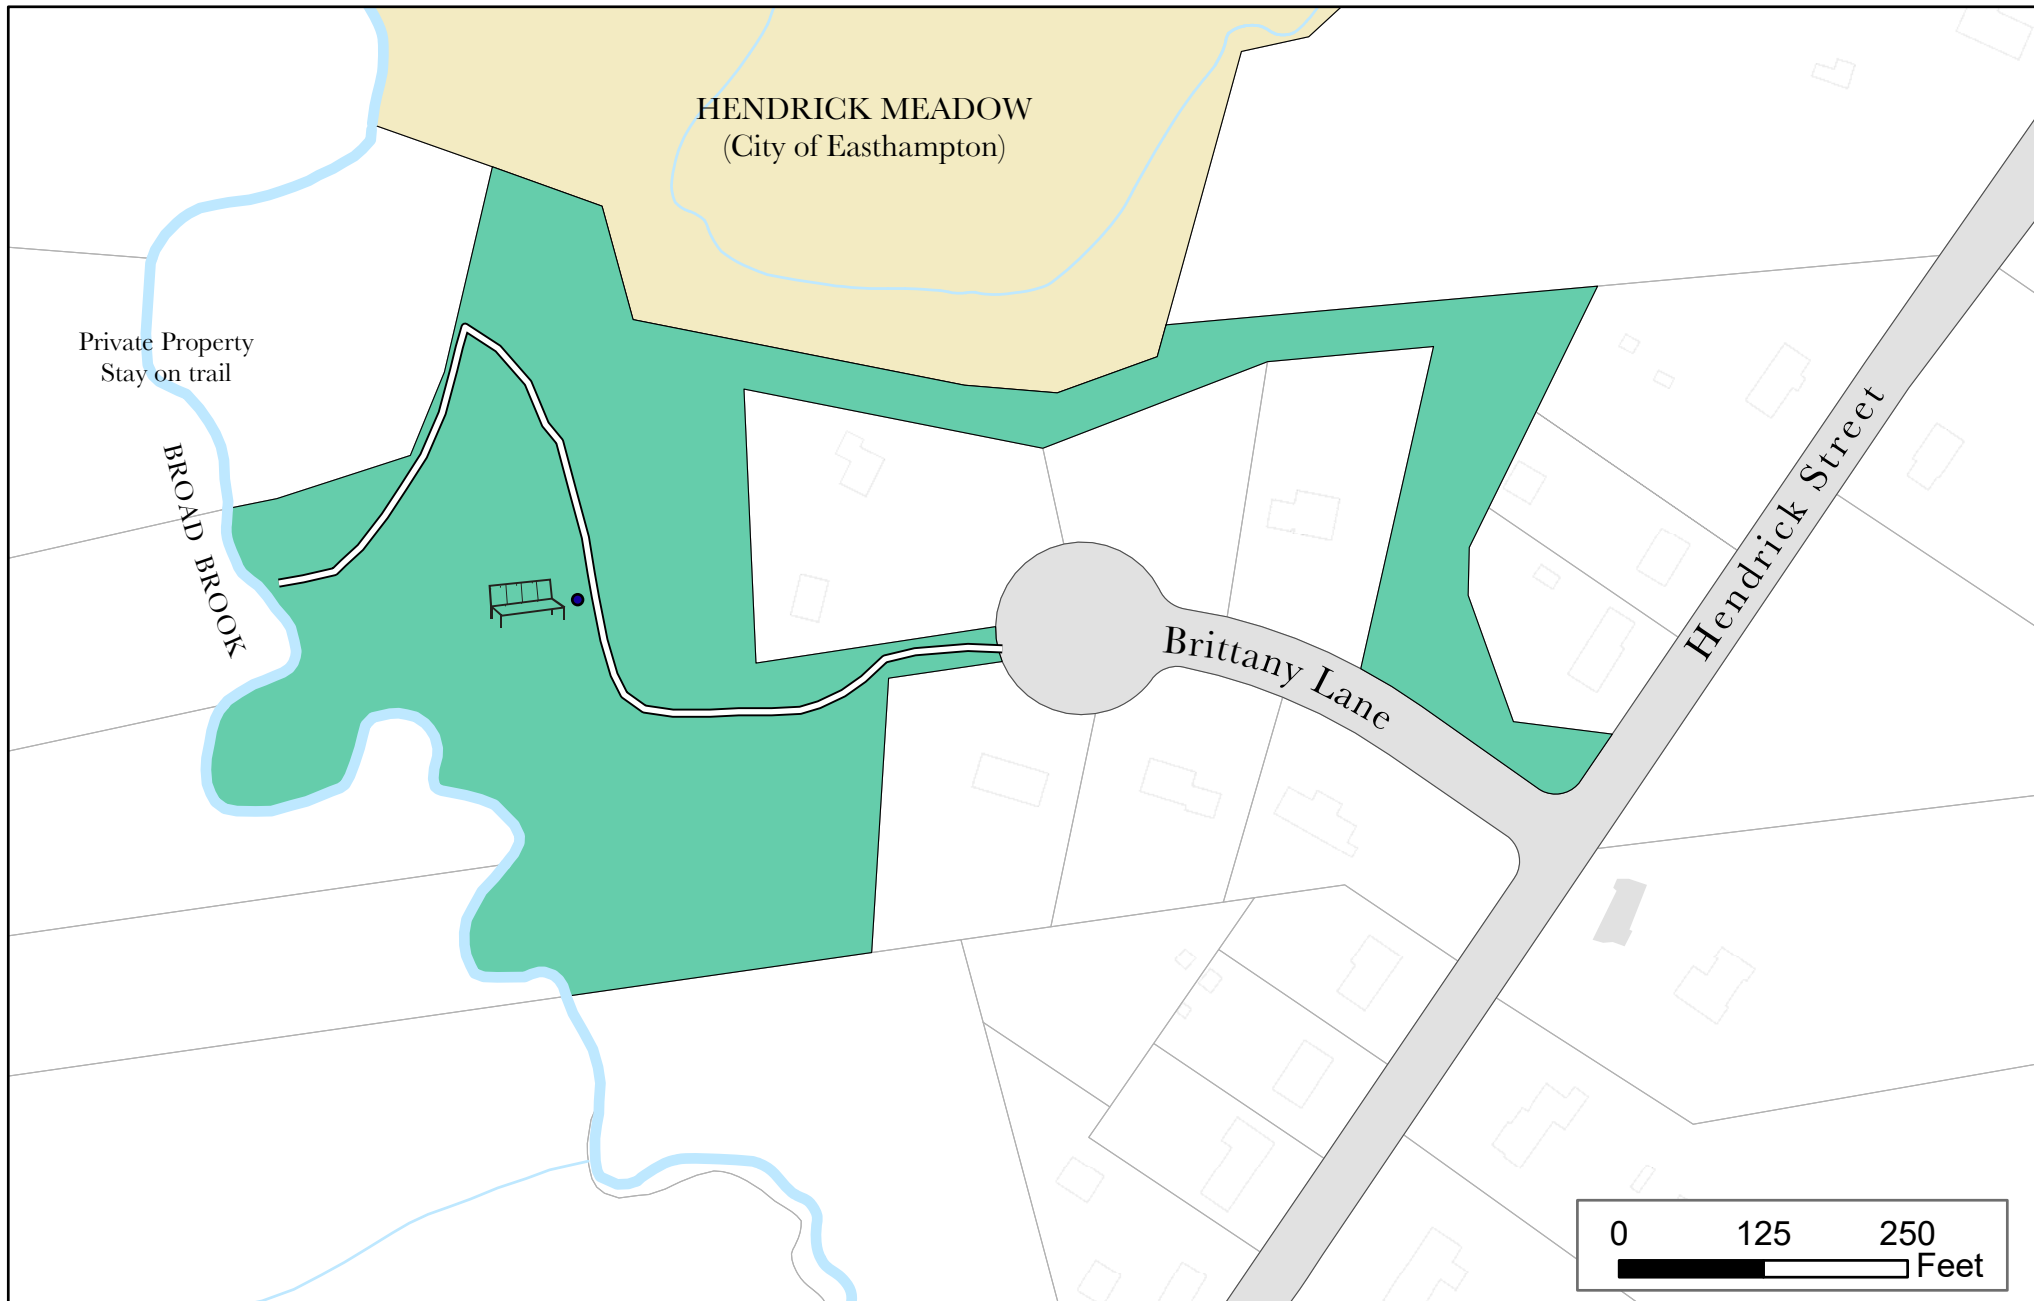 HENDRICK MEADOW
(City of Easthampton)
Private Property
Stay on trail
BROAD BROOK
Hendrick Street
Brittany Lane
0 125 250
Feet